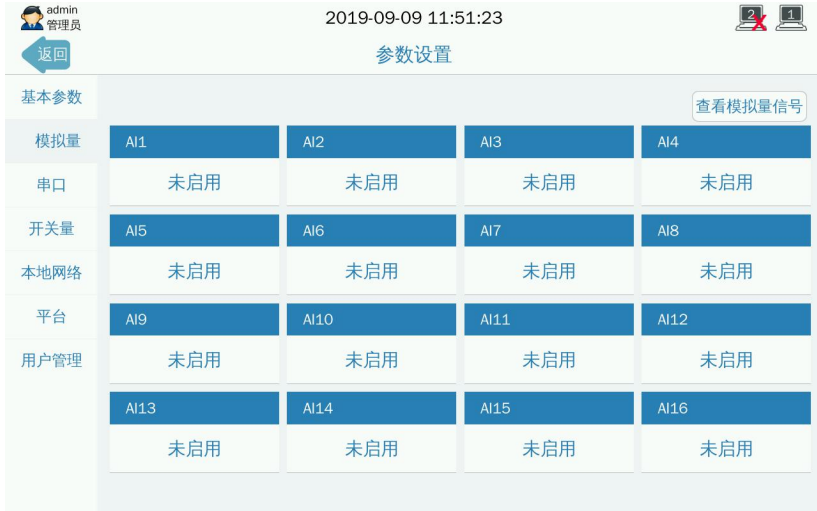 admin
管理员
2019-09-09 11:51:23
2
1
返回
参数设置
基本参数
模拟量
串口
开关量
本地网络
平台
用户管理
查看模拟量信号
AI1 AI2 AI3 AI4
未启用 未启用 未启用 未启用
AI5 AI6 AI7 AI8
未启用 未启用 未启用 未启用
AI9 AI10 AI11 AI12
未启用 未启用 未启用 未启用
AI13 AI14 AI15 AI16
未启用 未启用 未启用 未启用